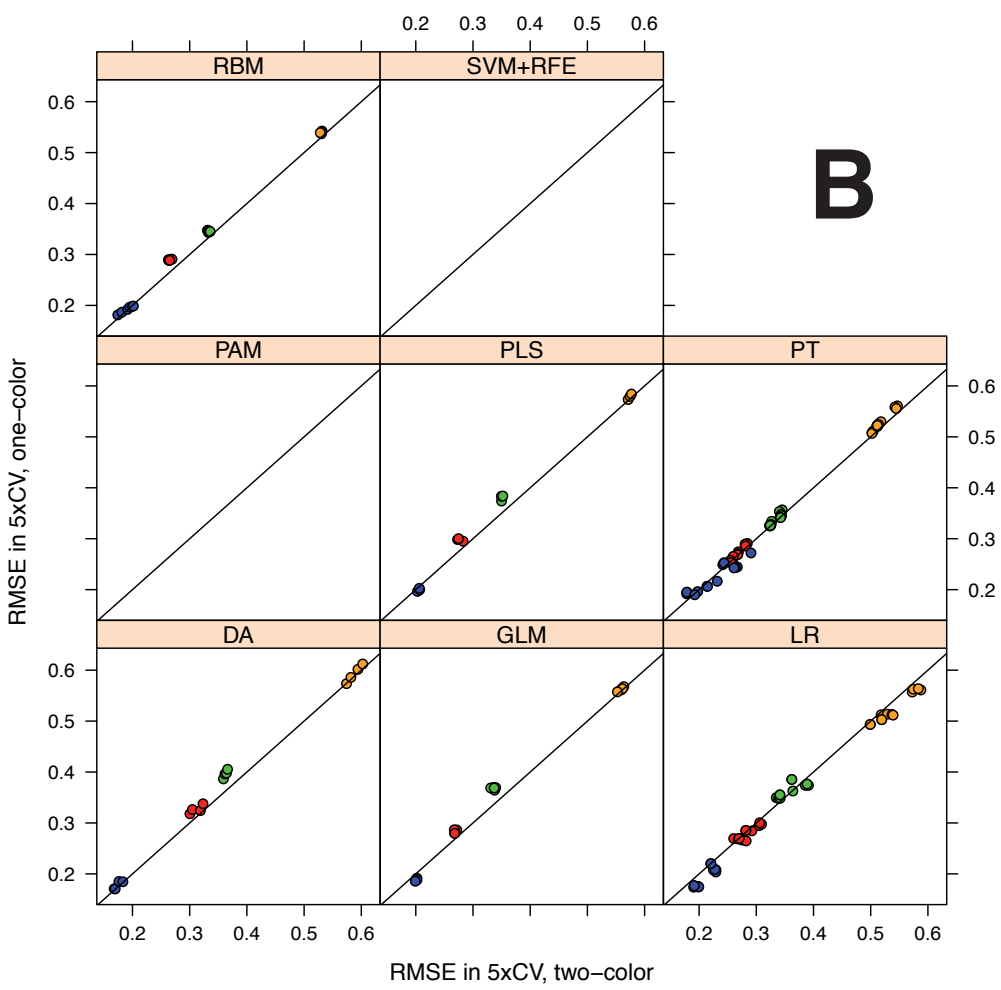 0.2 0.3 0.4 0.5 0.6
RBM SVM+RFE
0.6
0.5
0.4
0.3
0.2
B
PAM PLS PT
0.6
0.5
0.4
0.3
0.2
DA GLM LR
0.6
0.5
0.4
0.3
0.2
0.2 0.3 0.4 0.5 0.6 0.2 0.3 0.4 0.5 0.6
RMSE in 5xCV, one−color
RMSE in 5xCV, two−color